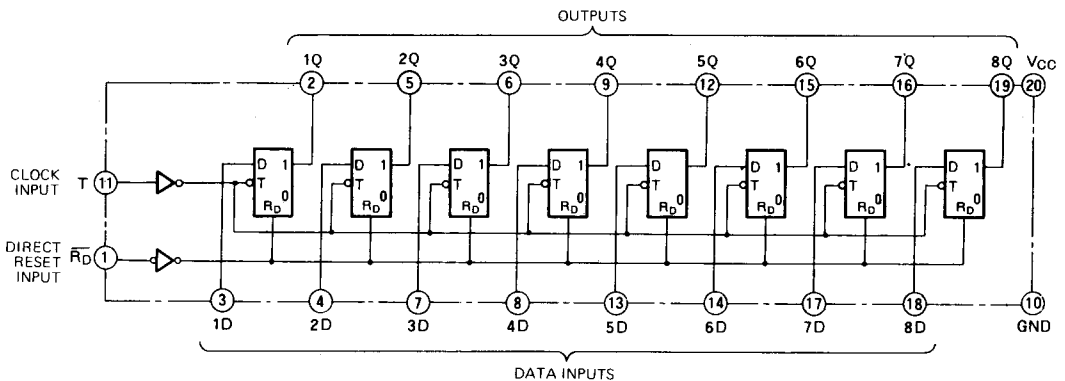 OUTPUTS
1Q 2Q 3Q 4Q 5Q 6Q 7Q 8Q VCC
2 5 6 9 12 15 16 19 20
D 1 D 1 D 1 D 1 D 1 D 1 D 1 D 1
CLOCK
INPUT
T 11
T 0 T 0 T 0 T 0 T 0 T 0 T 0 T 0
RD RD RD RD RD RD RD RD
DIRECT
RESET
INPUT
R̅D̅ 1
3 4 7 8 13 14 17 18 10
1D 2D 3D 4D 5D 6D 7D 8D GND
DATA INPUTS